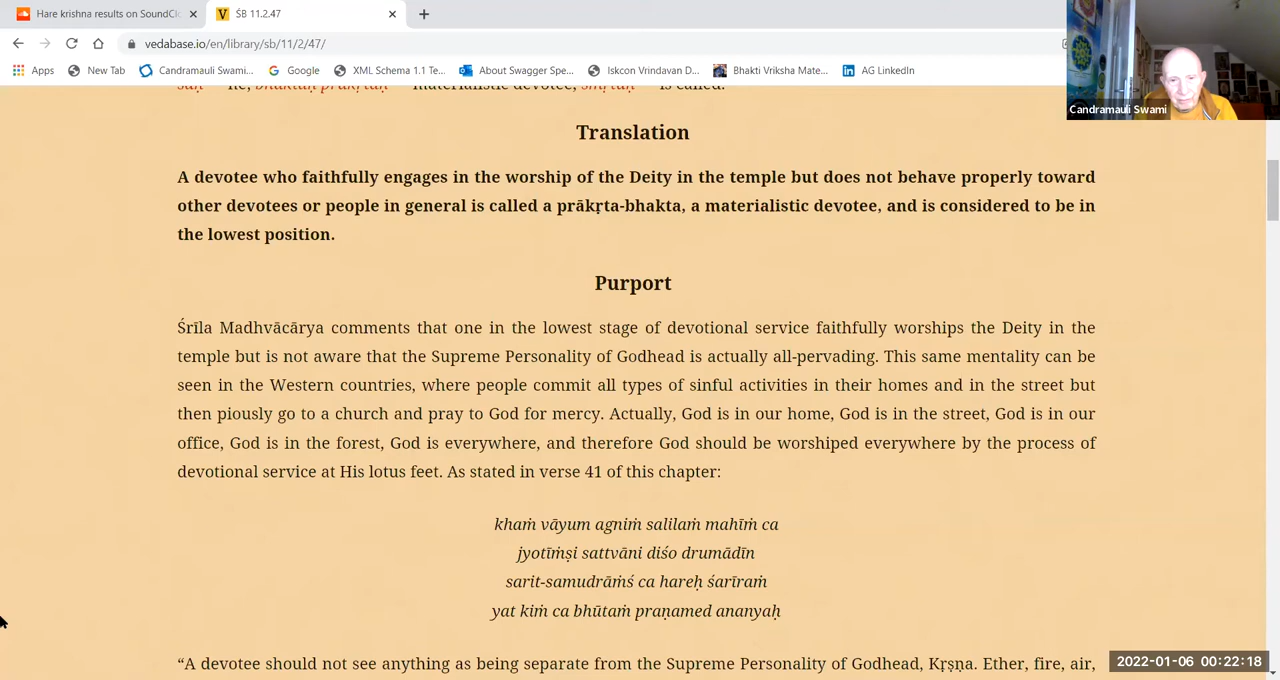 Hare krishna results on SoundClo
ŚB 11.2.47
vedabase.io/en/library/sb/11/2/47/
Apps
New Tab
Candramauli Swami...
Google
XML Schema 1.1 Te...
About Swagger Spe...
Iskcon Vrindavan D...
Bhakti Vriksha Mate...
AG LinkedIn
Candramauli Swami
saḥ — he; bhaktaḥ prākṛtaḥ — materialistic devotee; smṛtaḥ — is called.
Translation
A devotee who faithfully engages in the worship of the Deity in the temple but does not behave properly toward
other devotees or people in general is called a prākṛta-bhakta, a materialistic devotee, and is considered to be in
the lowest position.
Purport
Śrīla Madhvācārya comments that one in the lowest stage of devotional service faithfully worships the Deity in the
temple but is not aware that the Supreme Personality of Godhead is actually all-pervading. This same mentality can be
seen in the Western countries, where people commit all types of sinful activities in their homes and in the street but
then piously go to a church and pray to God for mercy. Actually, God is in our home, God is in the street, God is in our
office, God is in the forest, God is everywhere, and therefore God should be worshiped everywhere by the process of
devotional service at His lotus feet. As stated in verse 41 of this chapter:
khaṁ vāyum agniṁ salilaṁ mahīṁ ca
jyotīṁṣi sattvāni diśo drumādīn
sarit-samudrāṁś ca hareḥ śarīraṁ
yat kiṁ ca bhūtaṁ praṇamed ananyaḥ
“A devotee should not see anything as being separate from the Supreme Personality of Godhead, Kṛṣṇa. Ether, fire, air,
2022-01-06 00:22:18